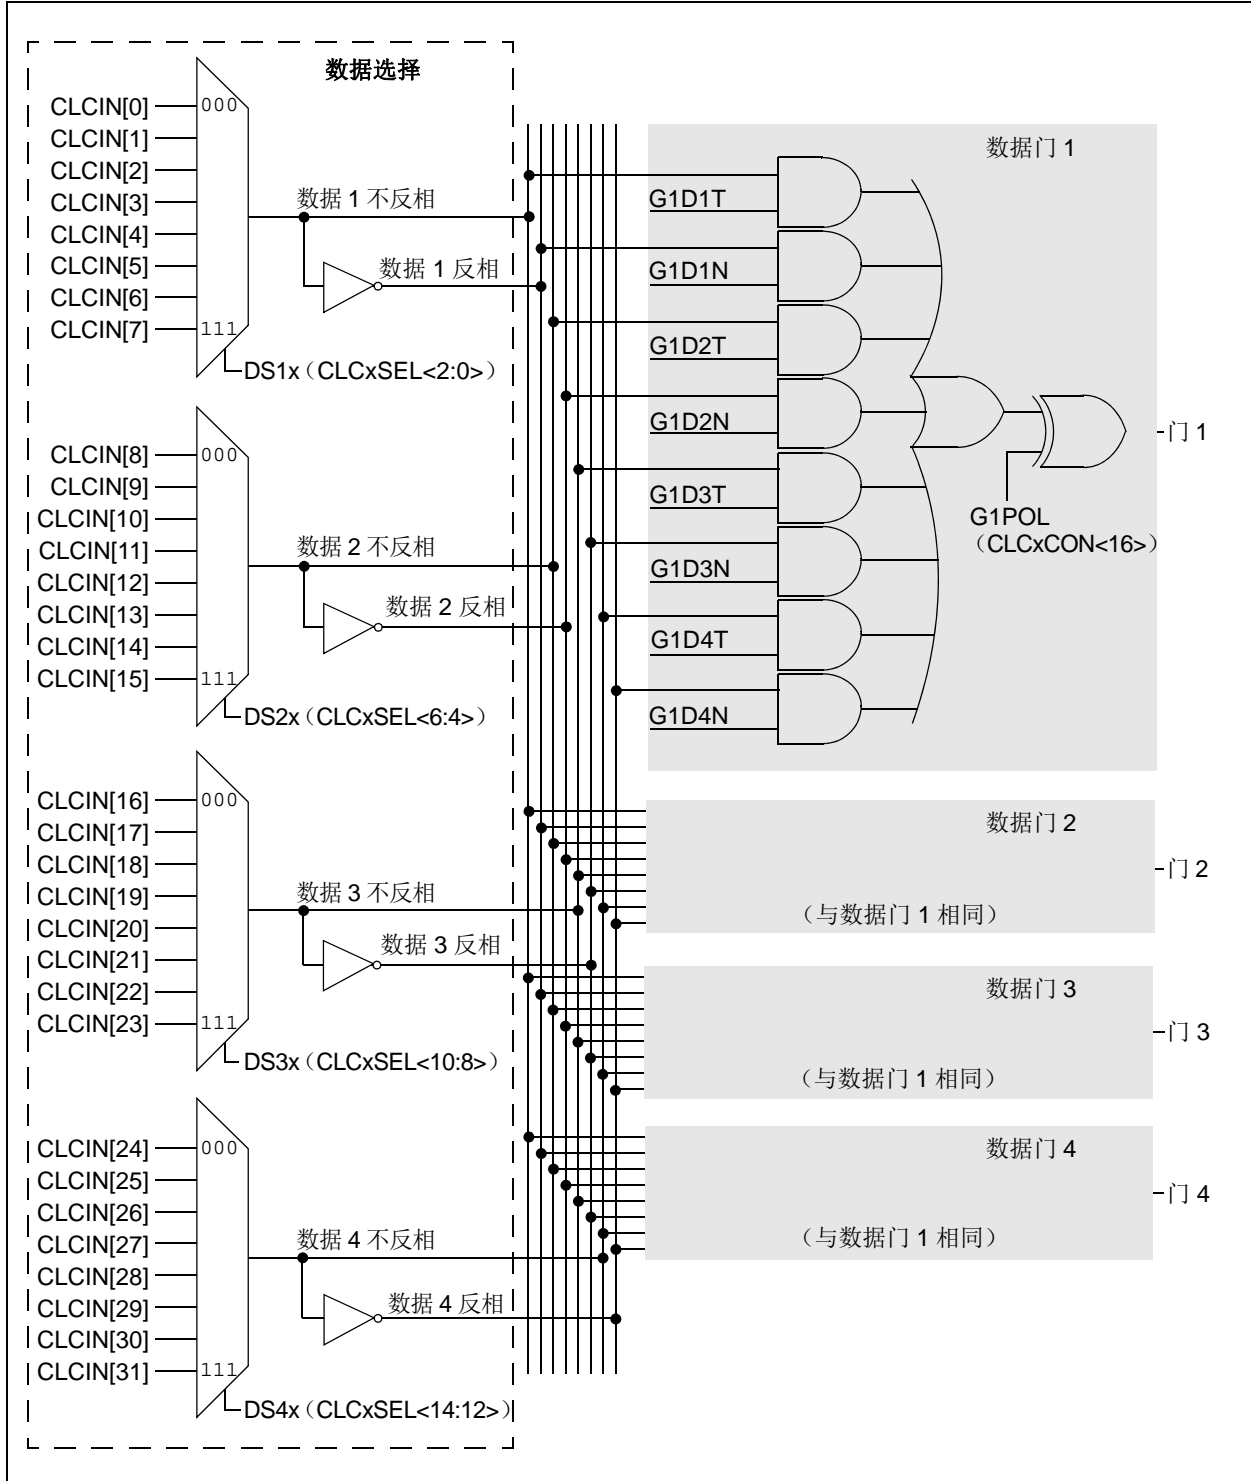 数据选择
CLCIN[0]
000
CLCIN[1]
CLCIN[2]
CLCIN[3]
CLCIN[4]
CLCIN[5]
CLCIN[6]
CLCIN[7]
111
数据 1 不反相
数据 1 反相
DS1x（CLCxSEL<2:0>）
CLCIN[8]
000
CLCIN[9]
CLCIN[10]
CLCIN[11]
CLCIN[12]
CLCIN[13]
CLCIN[14]
CLCIN[15]
111
数据 2 不反相
数据 2 反相
DS2x（CLCxSEL<6:4>）
CLCIN[16]
000
CLCIN[17]
CLCIN[18]
CLCIN[19]
CLCIN[20]
CLCIN[21]
CLCIN[22]
CLCIN[23]
111
数据 3 不反相
数据 3 反相
DS3x（CLCxSEL<10:8>）
CLCIN[24]
000
CLCIN[25]
CLCIN[26]
CLCIN[27]
CLCIN[28]
CLCIN[29]
CLCIN[30]
CLCIN[31]
111
数据 4 不反相
数据 4 反相
DS4x（CLCxSEL<14:12>）
数据门 1
G1D1T
G1D1N
G1D2T
G1D2N
G1D3T
G1D3N
G1D4T
G1D4N
G1POL
（CLCxCON<16>）
门 1
数据门 2
（与数据门 1 相同）
门 2
数据门 3
（与数据门 1 相同）
门 3
数据门 4
（与数据门 1 相同）
门 4